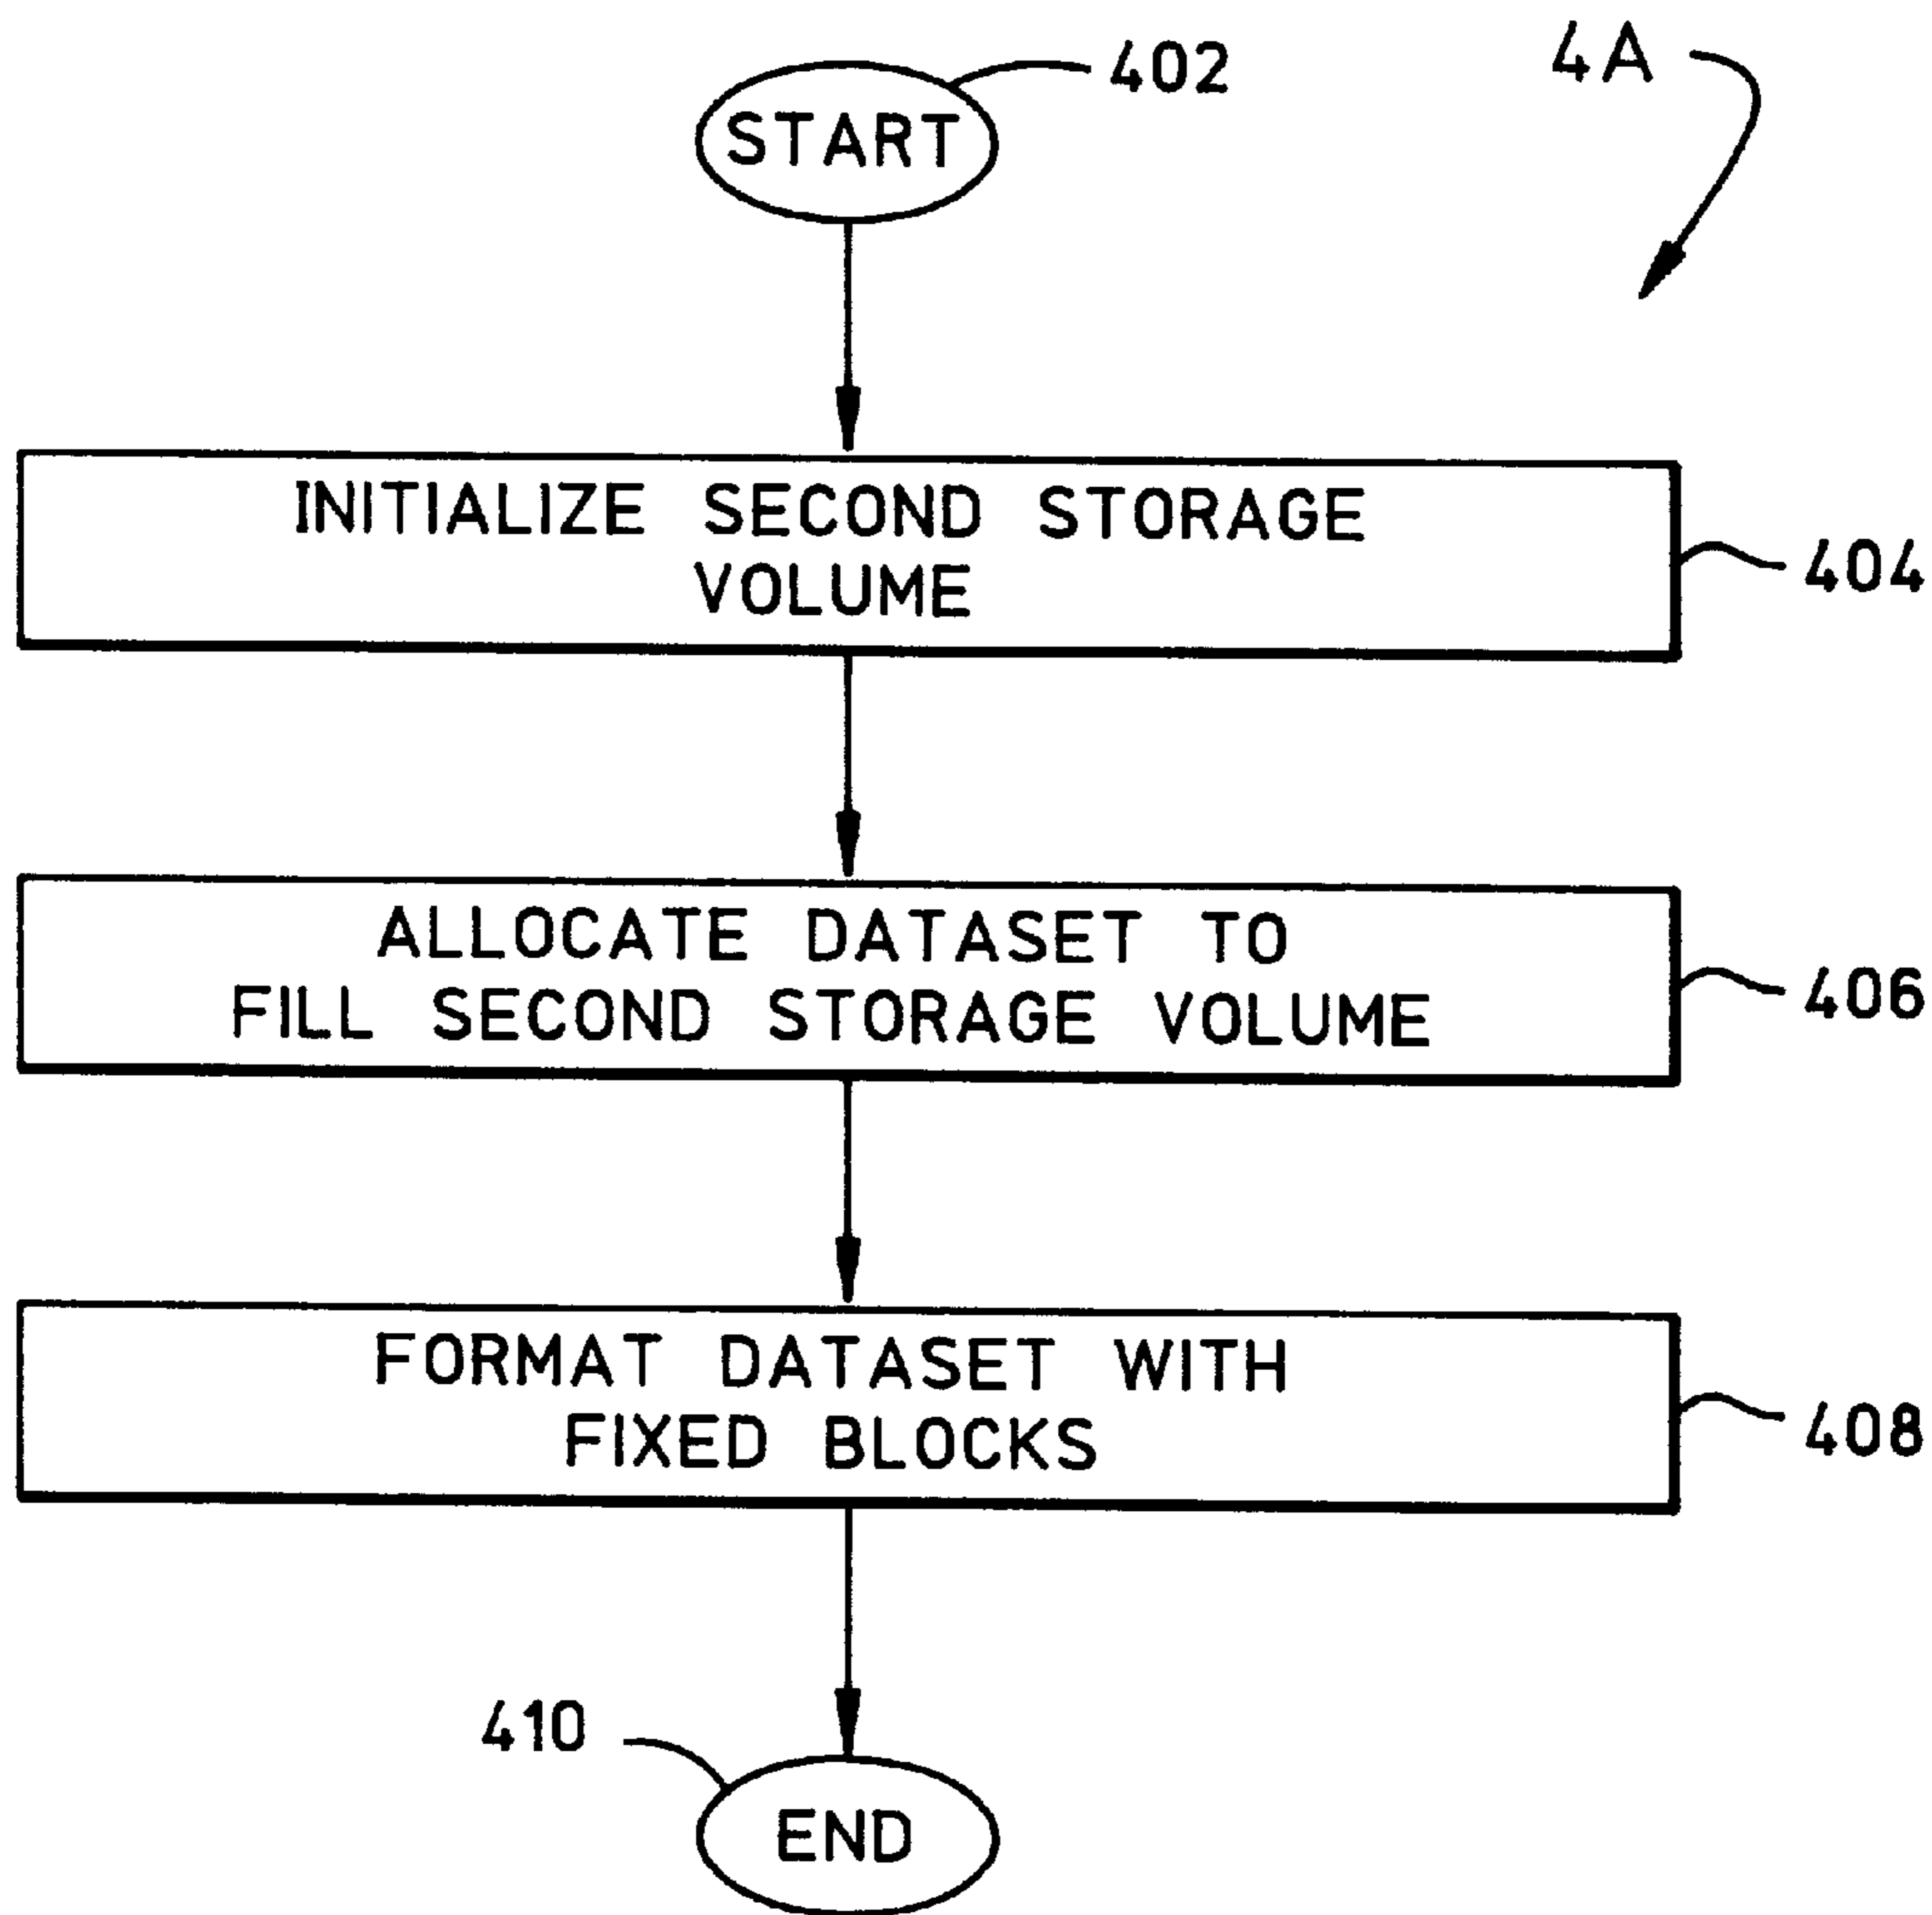 402
4A
START
INITIALIZE SECOND STORAGE
VOLUME
404
ALLOCATE DATASET TO
FILL SECOND STORAGE VOLUME
406
FORMAT DATASET WITH
FIXED BLOCKS
408
410
END